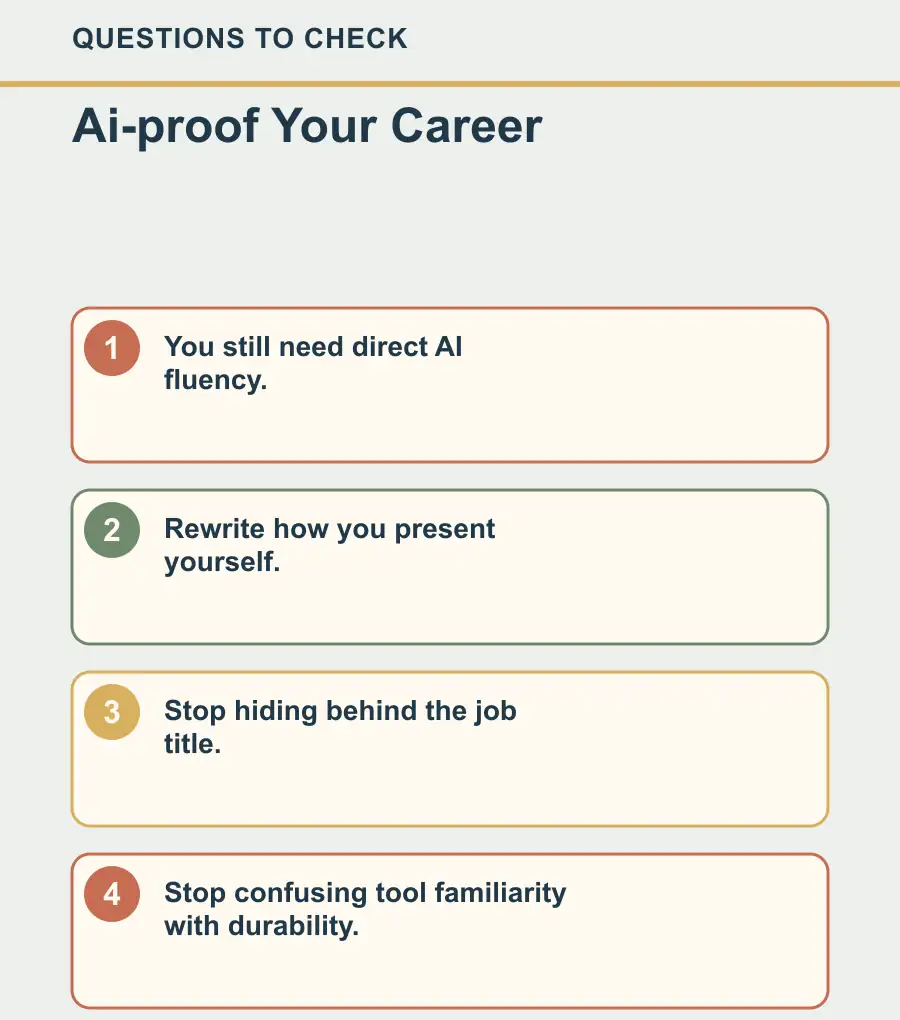 QUESTIONS TO CHECK
Ai-proof Your Career
1
You still need direct AI
fluency.
2
Rewrite how you present
yourself.
3
Stop hiding behind the job
title.
4
Stop confusing tool familiarity
with durability.